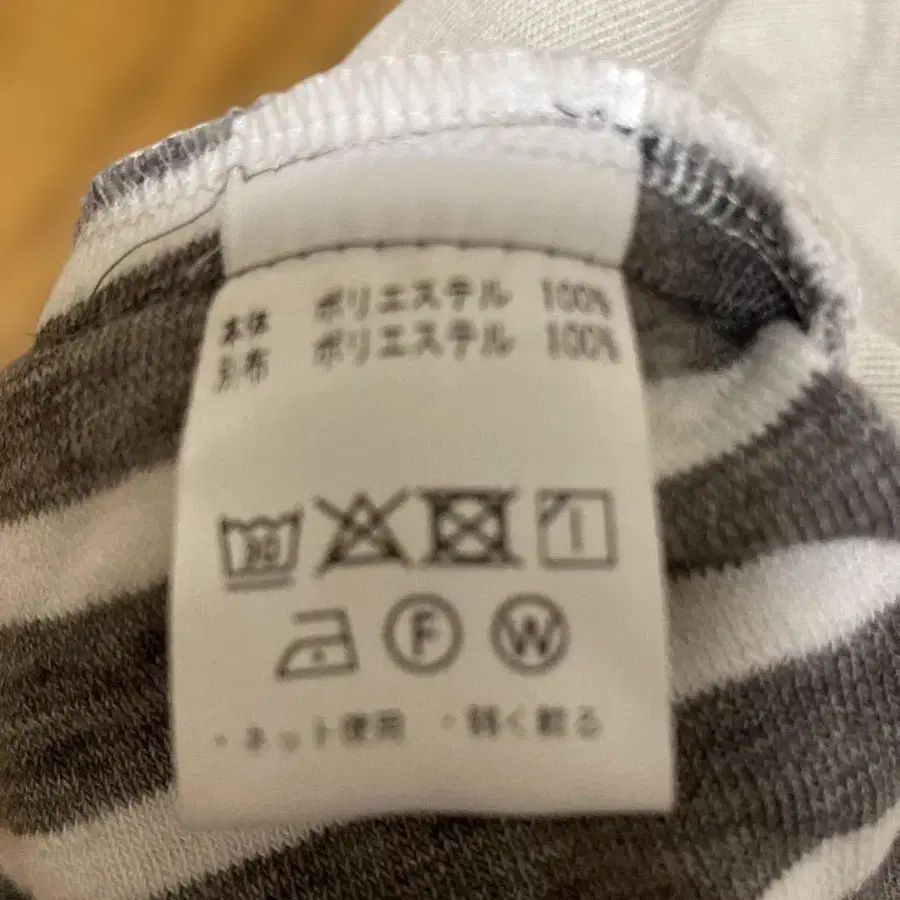 本体 ポリエステル 100%
別布 ポリエステル 100%
30
F W
・ネット使用 ・弱く絞る